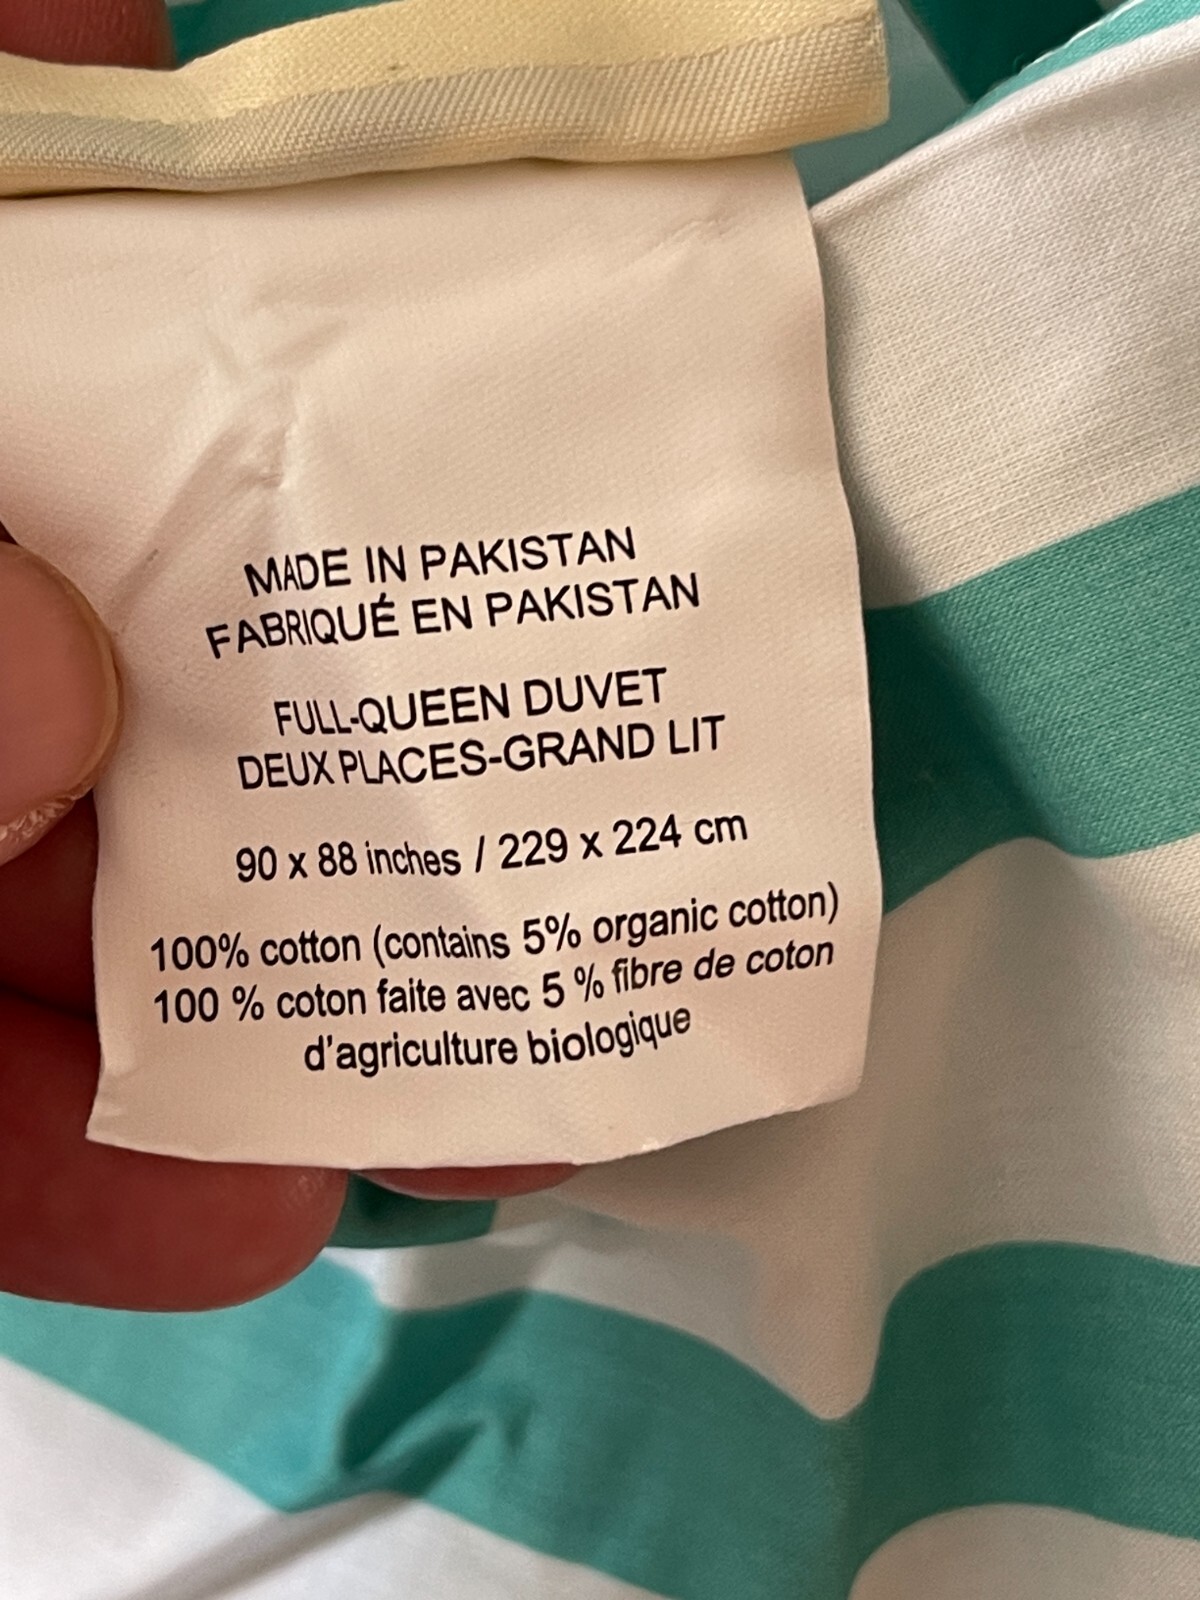 MADE IN PAKISTAN
FABRIQUÉ EN PAKISTAN
FULL-QUEEN DUVET
DEUX PLACES-GRAND LIT
90 x 88 inches / 229 x 224 cm
100% cotton (contains 5% organic cotton)
100 % coton faite avec 5 % fibre de coton
d'agriculture biologique